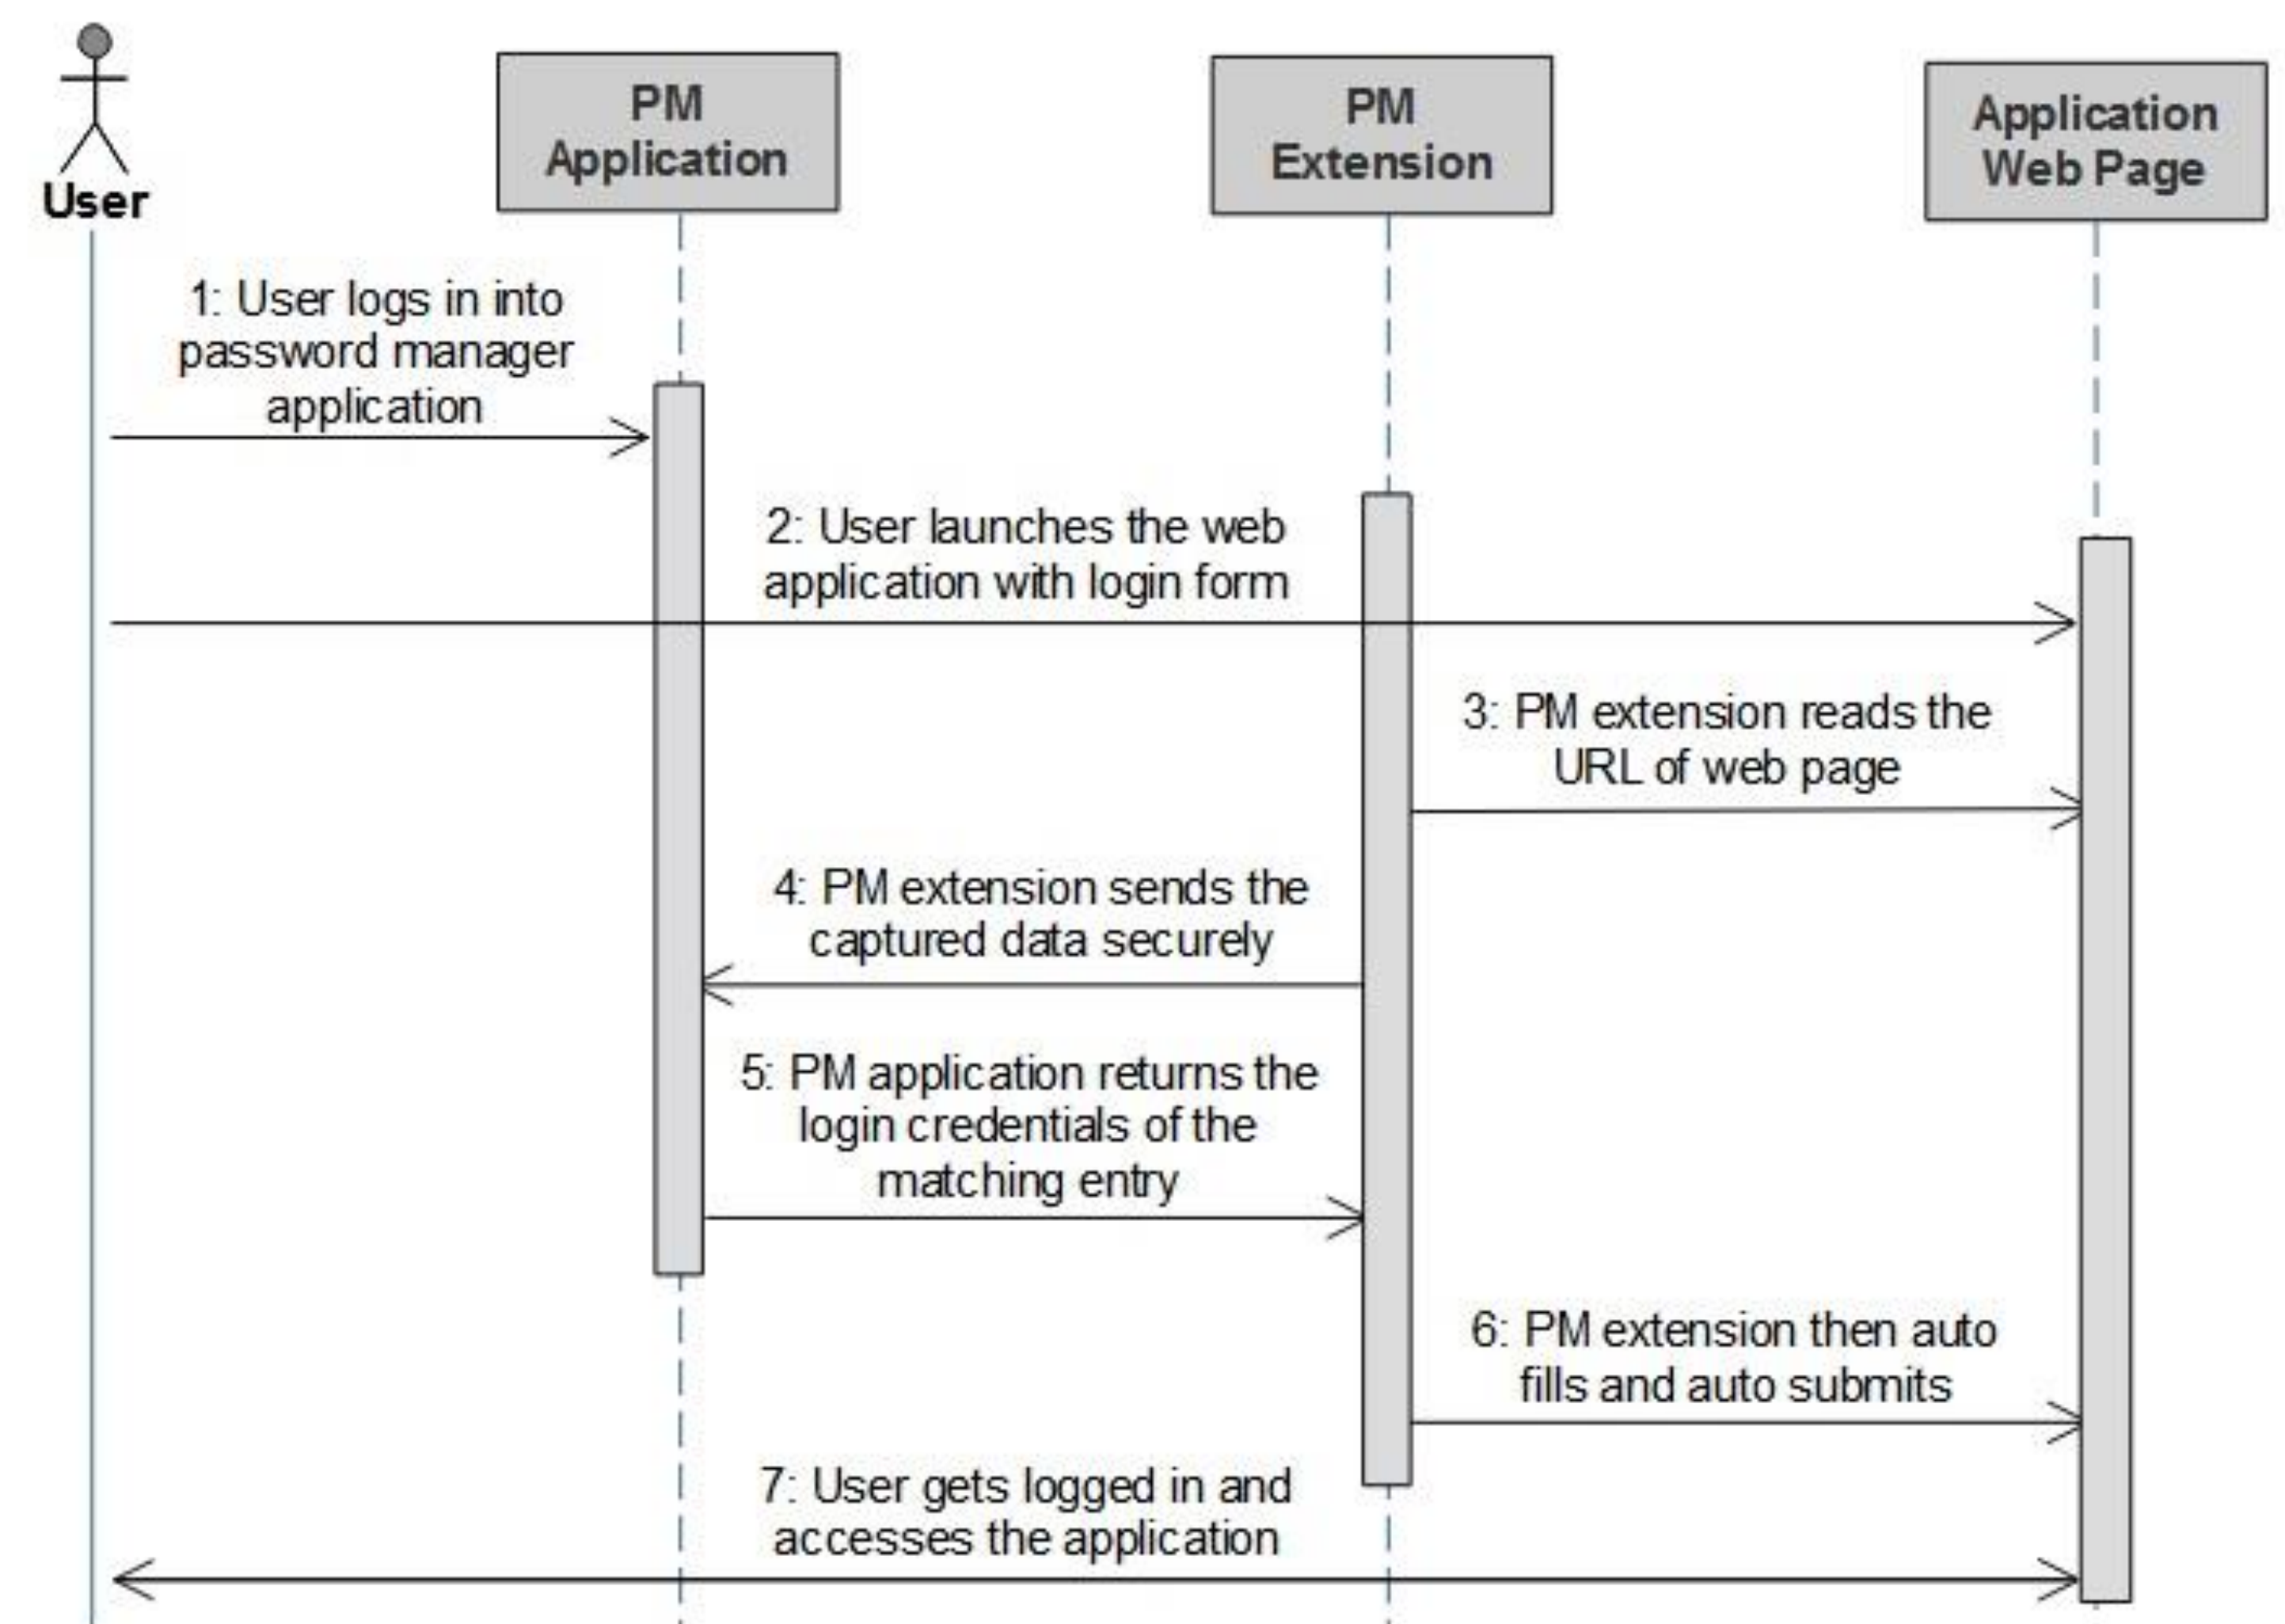 User
PM
Application
PM
Extension
Application
Web Page
1: User logs in into
password manager
application
2: User launches the web
application with login form
3: PM extension reads the
URL of web page
4: PM extension sends the
captured data securely
5: PM application returns the
login credentials of the
matching entry
6: PM extension then auto
fills and auto submits
7: User gets logged in and
accesses the application